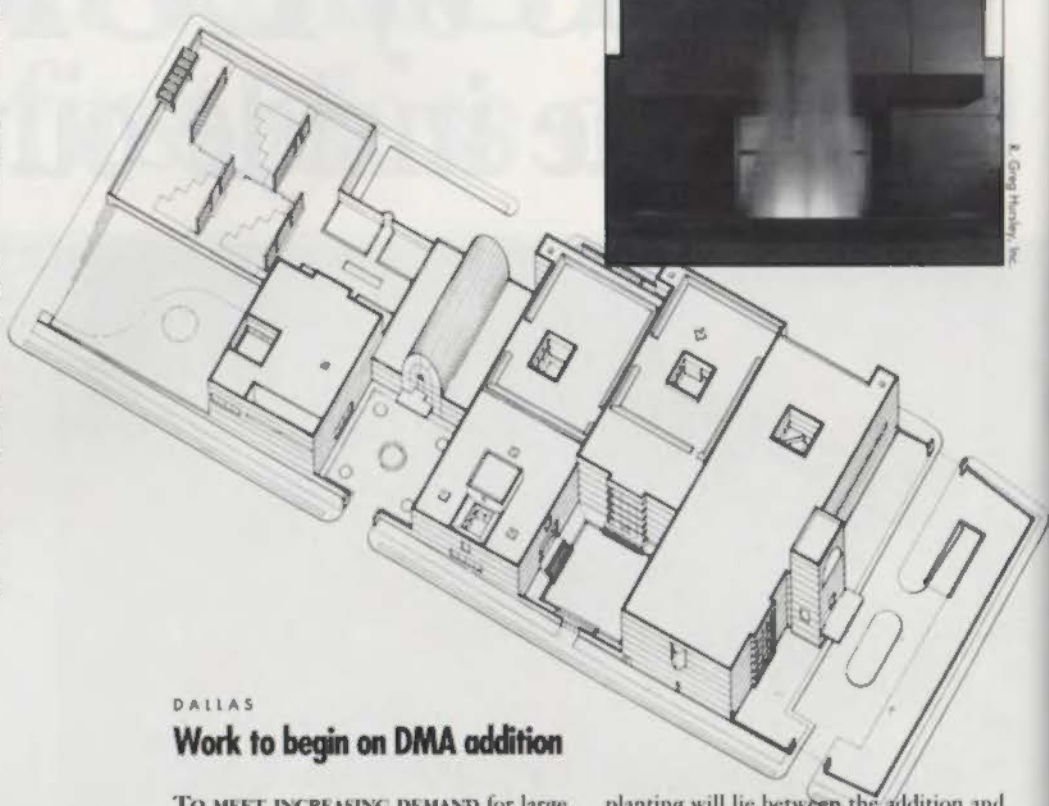 R. Greg Hursley, Inc.
DALLAS
Work to begin on DMA addition
TO MEET INCREASING DEMAND for large
planting will lie between the addition and